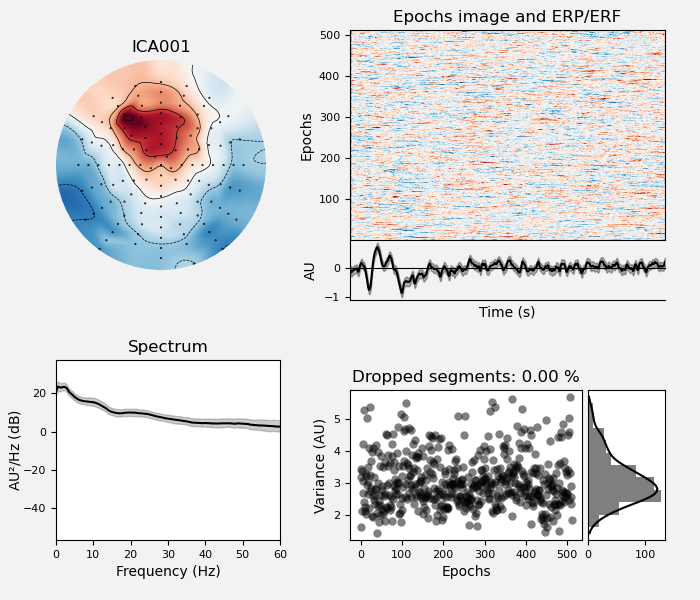 ICA001
Epochs image and ERP/ERF
500
400
300
200
100
Epochs
0
−1
AU
Time (s)
Spectrum
20
0
−20
−40
AU²/Hz (dB)
0 10 20 30 40 50 60
Frequency (Hz)
Dropped segments: 0.00 %
5
4
3
2
Variance (AU)
0 100 200 300 400 500
Epochs
0 100